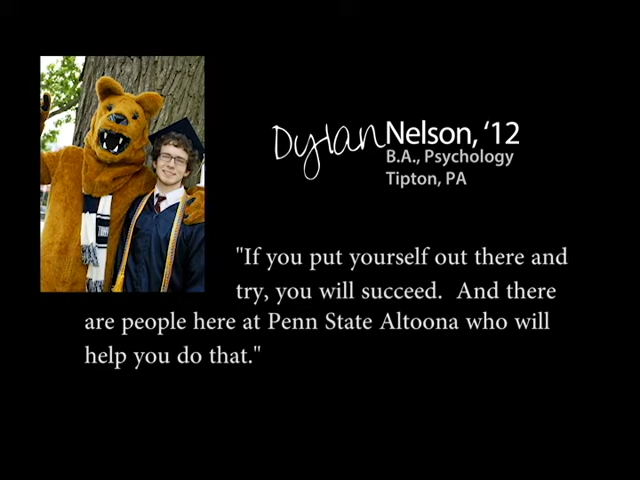 Dylan Nelson, ‘12
B.A., Psychology
Tipton, PA
"If you put yourself out there and
try, you will succeed.  And there
are people here at Penn State Altoona who will
help you do that."